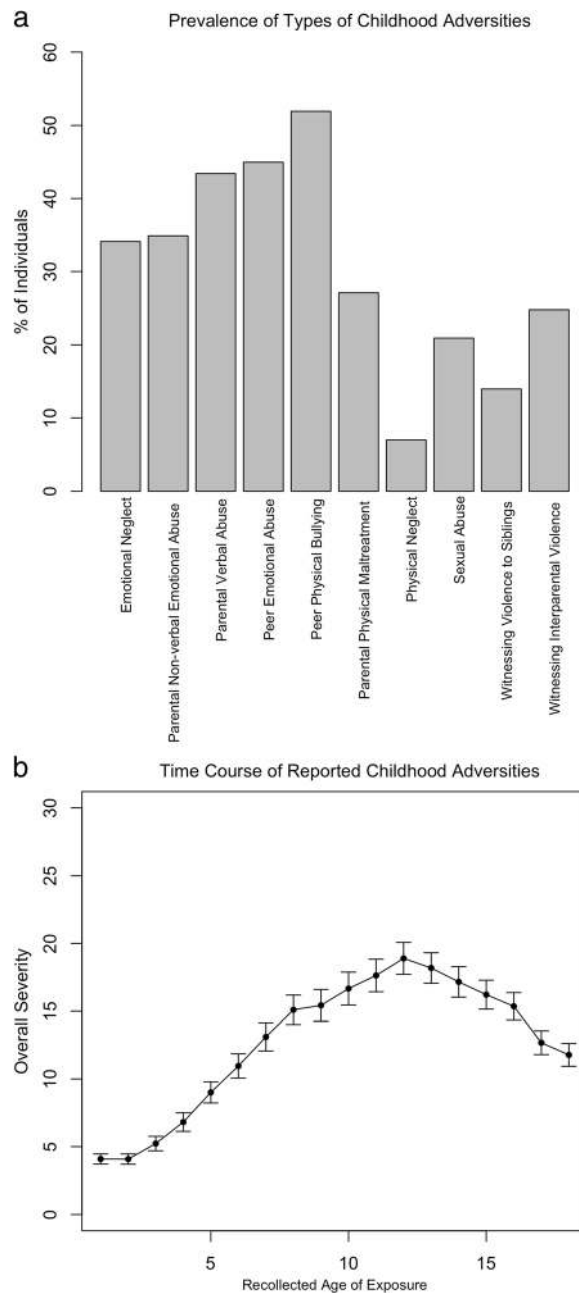 a
Prevalence of Types of Childhood Adversities
% of Individuals
60
50
40
30
20
10
0
Emotional Neglect
Parental Non-verbal Emotional Abuse
Parental Verbal Abuse
Peer Emotional Abuse
Peer Physical Bullying
Parental Physical Maltreatment
Physical Neglect
Sexual Abuse
Witnessing Violence to Siblings
Witnessing Interparental Violence
b
Time Course of Reported Childhood Adversities
Overall Severity
30
25
20
15
10
5
0
5 10 15
Recollected Age of Exposure